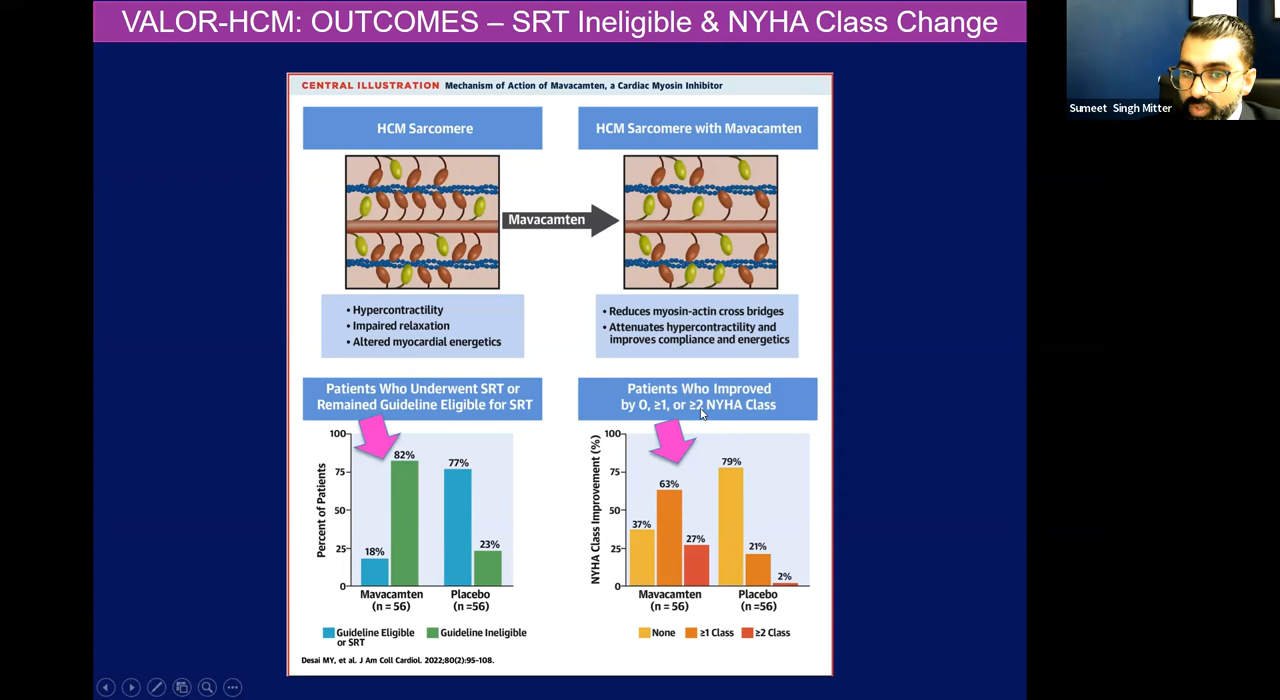 VALOR-HCM: OUTCOMES – SRT Ineligible & NYHA Class Change
Sumeet Singh Mitter
CENTRAL ILLUSTRATION Mechanism of Action of Mavacamten, a Cardiac Myosin Inhibitor
HCM Sarcomere
HCM Sarcomere with Mavacamten
Mavacamten
• Hypercontractility
• Impaired relaxation
• Altered myocardial energetics
• Reduces myosin-actin cross bridges
• Attenuates hypercontractility and
improves compliance and energetics
Patients Who Underwent SRT or
Remained Guideline Eligible for SRT
Percent of Patients
100
75
50
25
0
18%
82%
77%
23%
Mavacamten
(n = 56)
Placebo
(n =56)
Guideline Eligible
or SRT
Guideline Ineligible
Patients Who Improved
by 0, ≥1, or ≥2 NYHA Class
NYHA Class Improvement (%)
100
75
50
25
0
37%
63%
27%
79%
21%
2%
Mavacamten
(n = 56)
Placebo
(n =56)
None
≥1 Class
≥2 Class
Desai MY, et al. J Am Coll Cardiol. 2022;80(2):95–108.